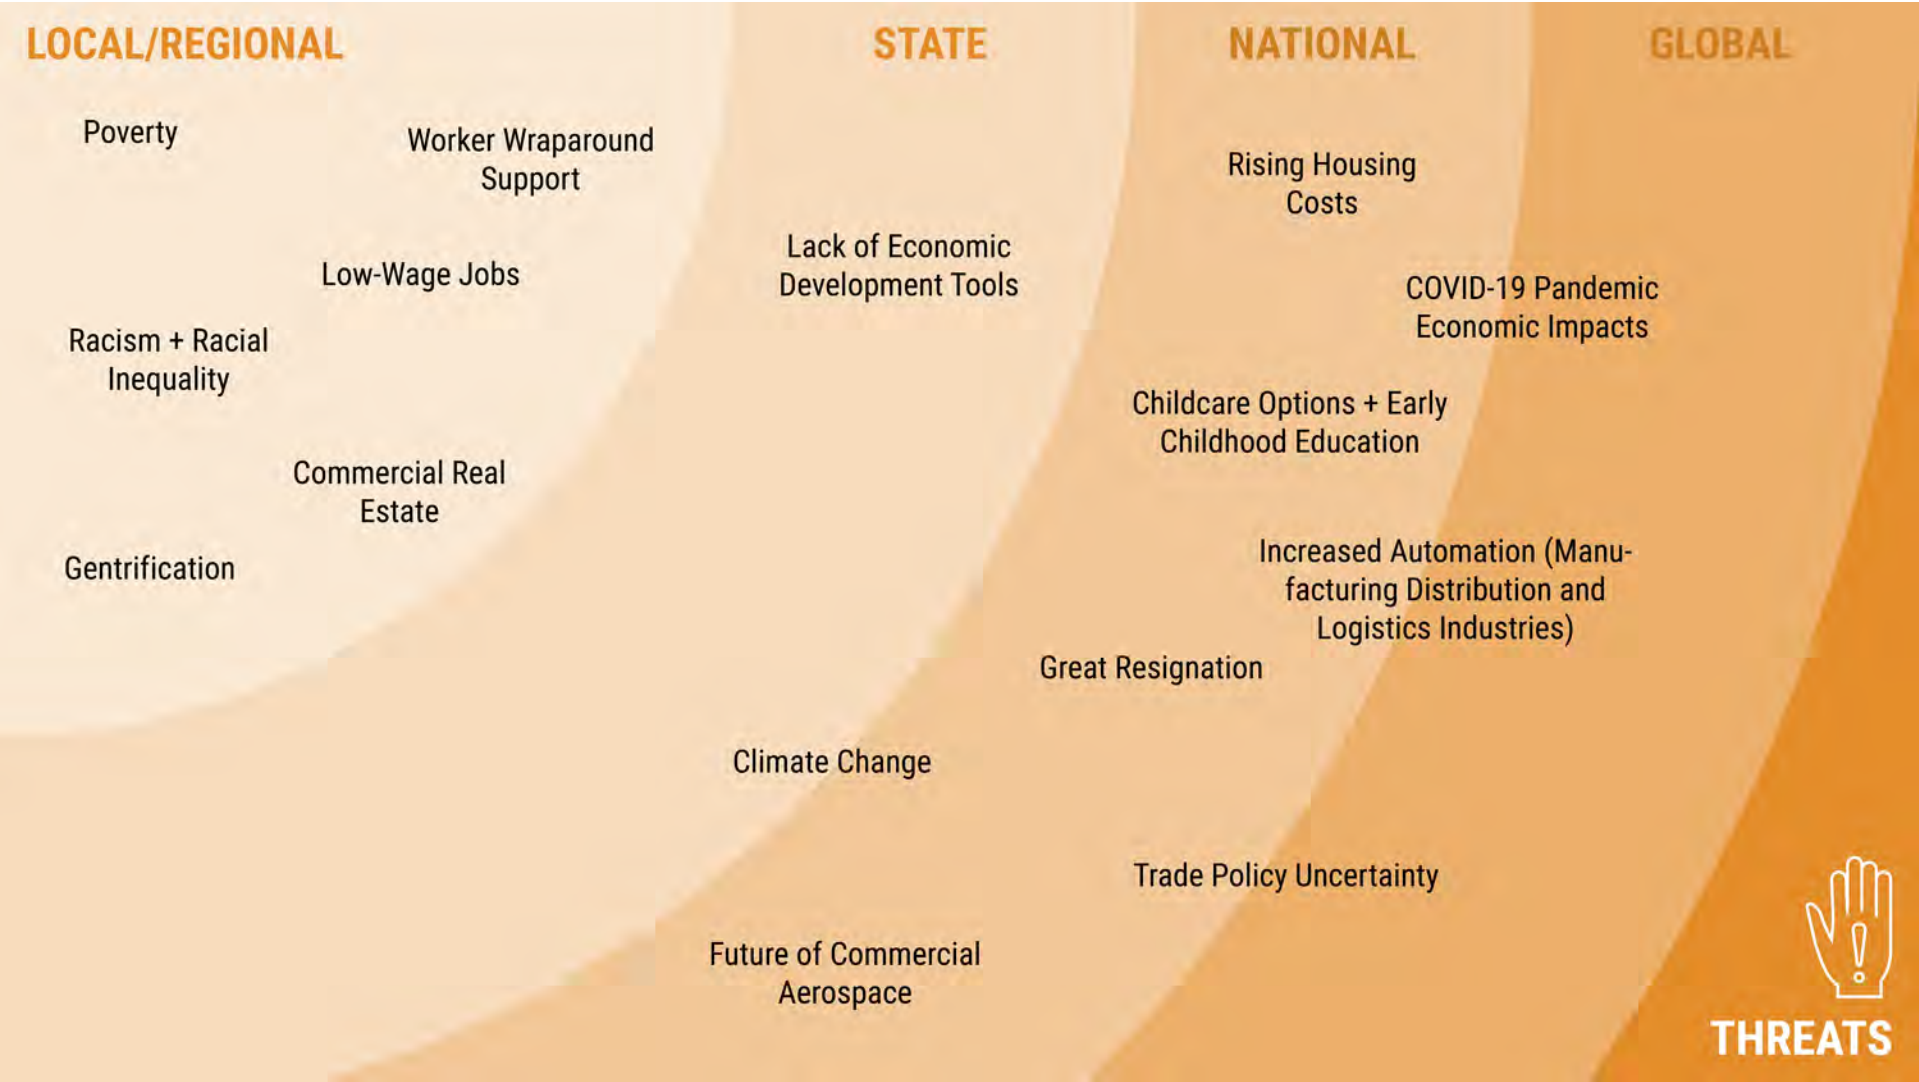 LOCAL/REGIONAL
STATE
NATIONAL
GLOBAL
Poverty
Worker Wraparound
Support
Low-Wage Jobs
Racism + Racial
Inequality
Commercial Real
Estate
Gentrification
Lack of Economic
Development Tools
Climate Change
Future of Commercial
Aerospace
Rising Housing
Costs
COVID-19 Pandemic
Economic Impacts
Childcare Options + Early
Childhood Education
Increased Automation (Manu-
facturing Distribution and
Logistics Industries)
Great Resignation
Trade Policy Uncertainty
THREATS